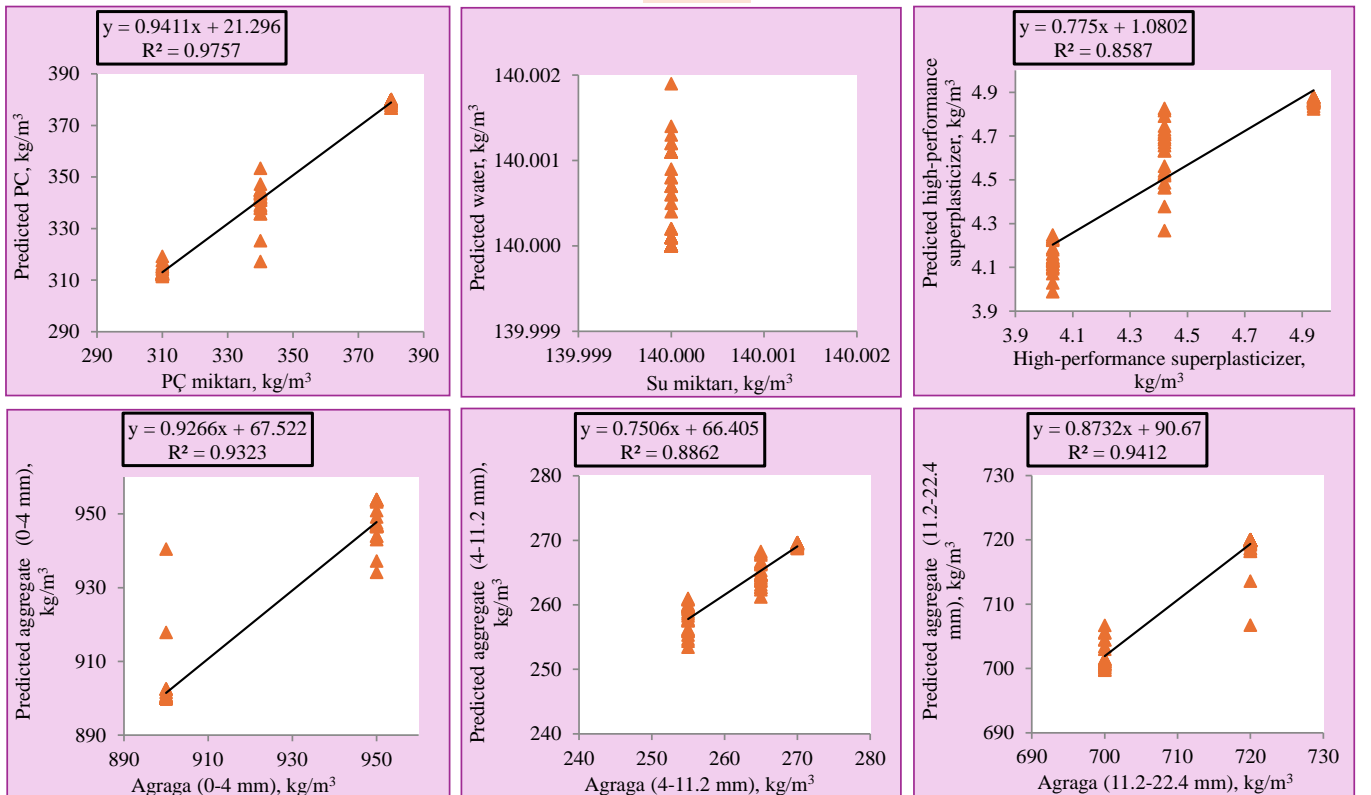 y = 0.9411x + 21.296
R² = 0.9757
Predicted PC, kg/m³
390
370
350
330
310
290
290 310 330 350 370 390
PÇ miktarı, kg/m³
Predicted water, kg/m³
140.002
140.001
140.000
139.999
139.999 140.000 140.001 140.002
Su miktarı, kg/m³
y = 0.775x + 1.0802
R² = 0.8587
Predicted high-performance
superplasticizer, kg/m³
4.9
4.7
4.5
4.3
4.1
3.9
3.9 4.1 4.3 4.5 4.7 4.9
High-performance superplasticizer,
kg/m³
y = 0.9266x + 67.522
R² = 0.9323
Predicted aggregate (0-4 mm),
kg/m³
950
930
910
890
890 910 930 950
Agraga (0-4 mm), kg/m³
y = 0.7506x + 66.405
R² = 0.8862
Predicted aggregate (4-11.2 mm),
kg/m³
280
270
260
250
240
240 250 260 270 280
Agraga (4-11.2 mm), kg/m³
y = 0.8732x + 90.67
R² = 0.9412
Predicted aggregate (11.2-22.4
mm), kg/m³
730
720
710
700
690
690 700 710 720 730
Agraga (11.2-22.4 mm), kg/m³